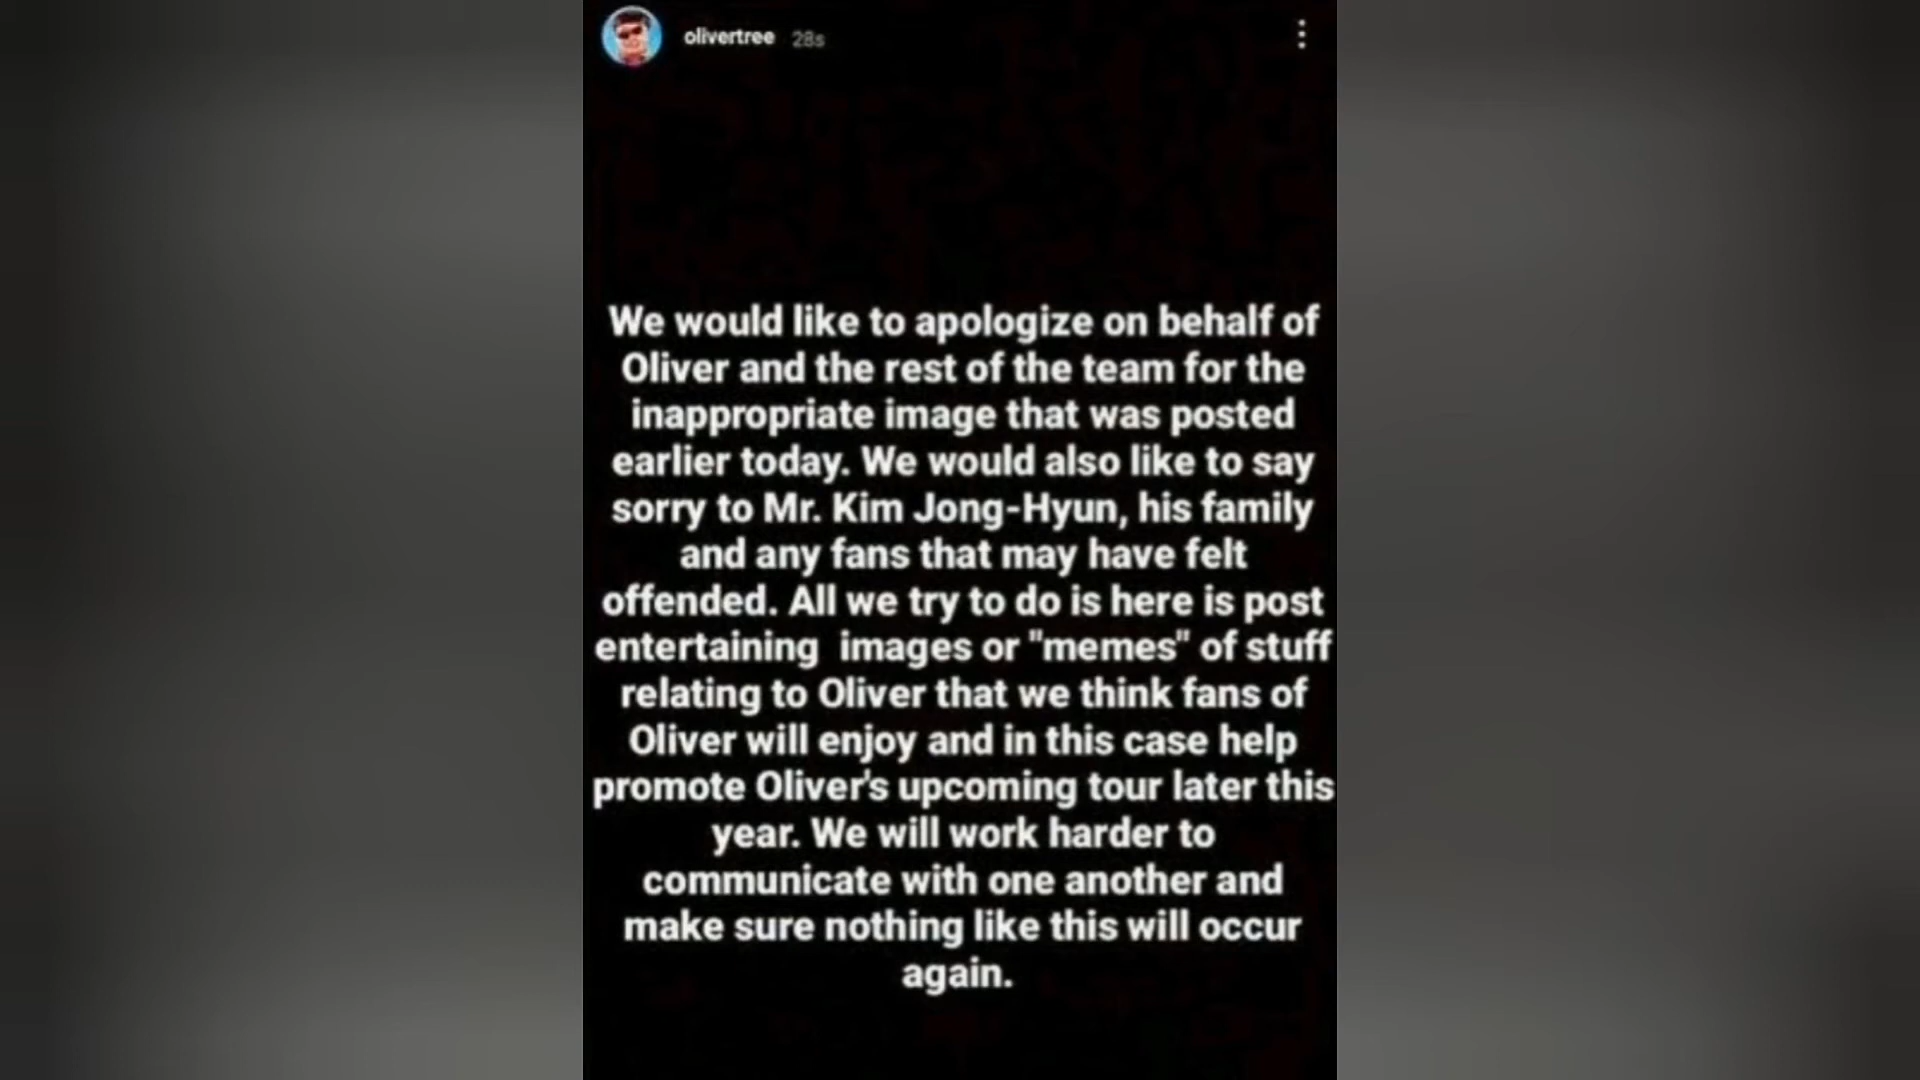 olivertree 28s
We would like to apologize on behalf of
Oliver and the rest of the team for the
inappropriate image that was posted
earlier today. We would also like to say
sorry to Mr. Kim Jong-Hyun, his family
and any fans that may have felt
offended. All we try to do is here is post
entertaining  images or "memes" of stuff
relating to Oliver that we think fans of
Oliver will enjoy and in this case help
promote Oliver's upcoming tour later this
year. We will work harder to
communicate with one another and
make sure nothing like this will occur
again.